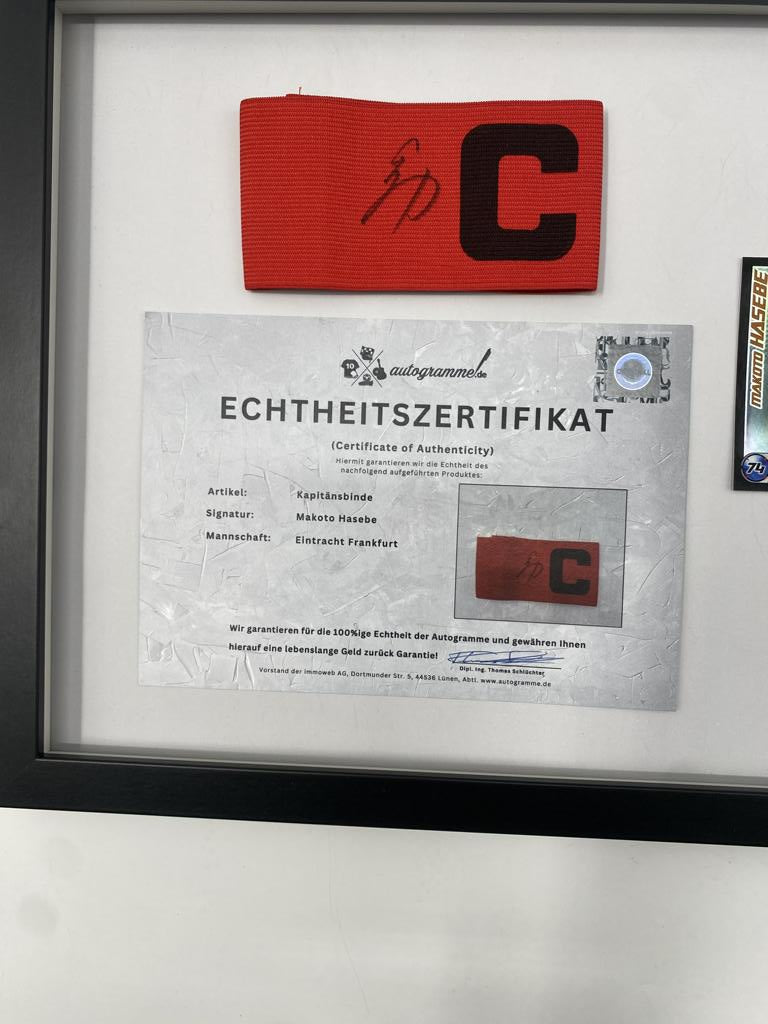 C
10
autogramme.de
ECHTHEITSZERTIFIKAT
(Certificate of Authenticity)
Hiermit garantieren wir die Echtheit des
nachfolgend aufgeführten Produktes:
Artikel: Kapitänsbinde
Signatur: Makoto Hasebe
Mannschaft: Eintracht Frankfurt
C
Wir garantieren für die 100%ige Echtheit der Autogramme und gewähren Ihnen
hierauf eine lebenslange Geld zurück Garantie!
Dipl. Ing. Thomas Schlüchter
Vorstand der immoweb AG, Dortmunder Str. 5, 44536 Lünen, Abtl. www.autogramme.de
MAKOTO HASEBE
74